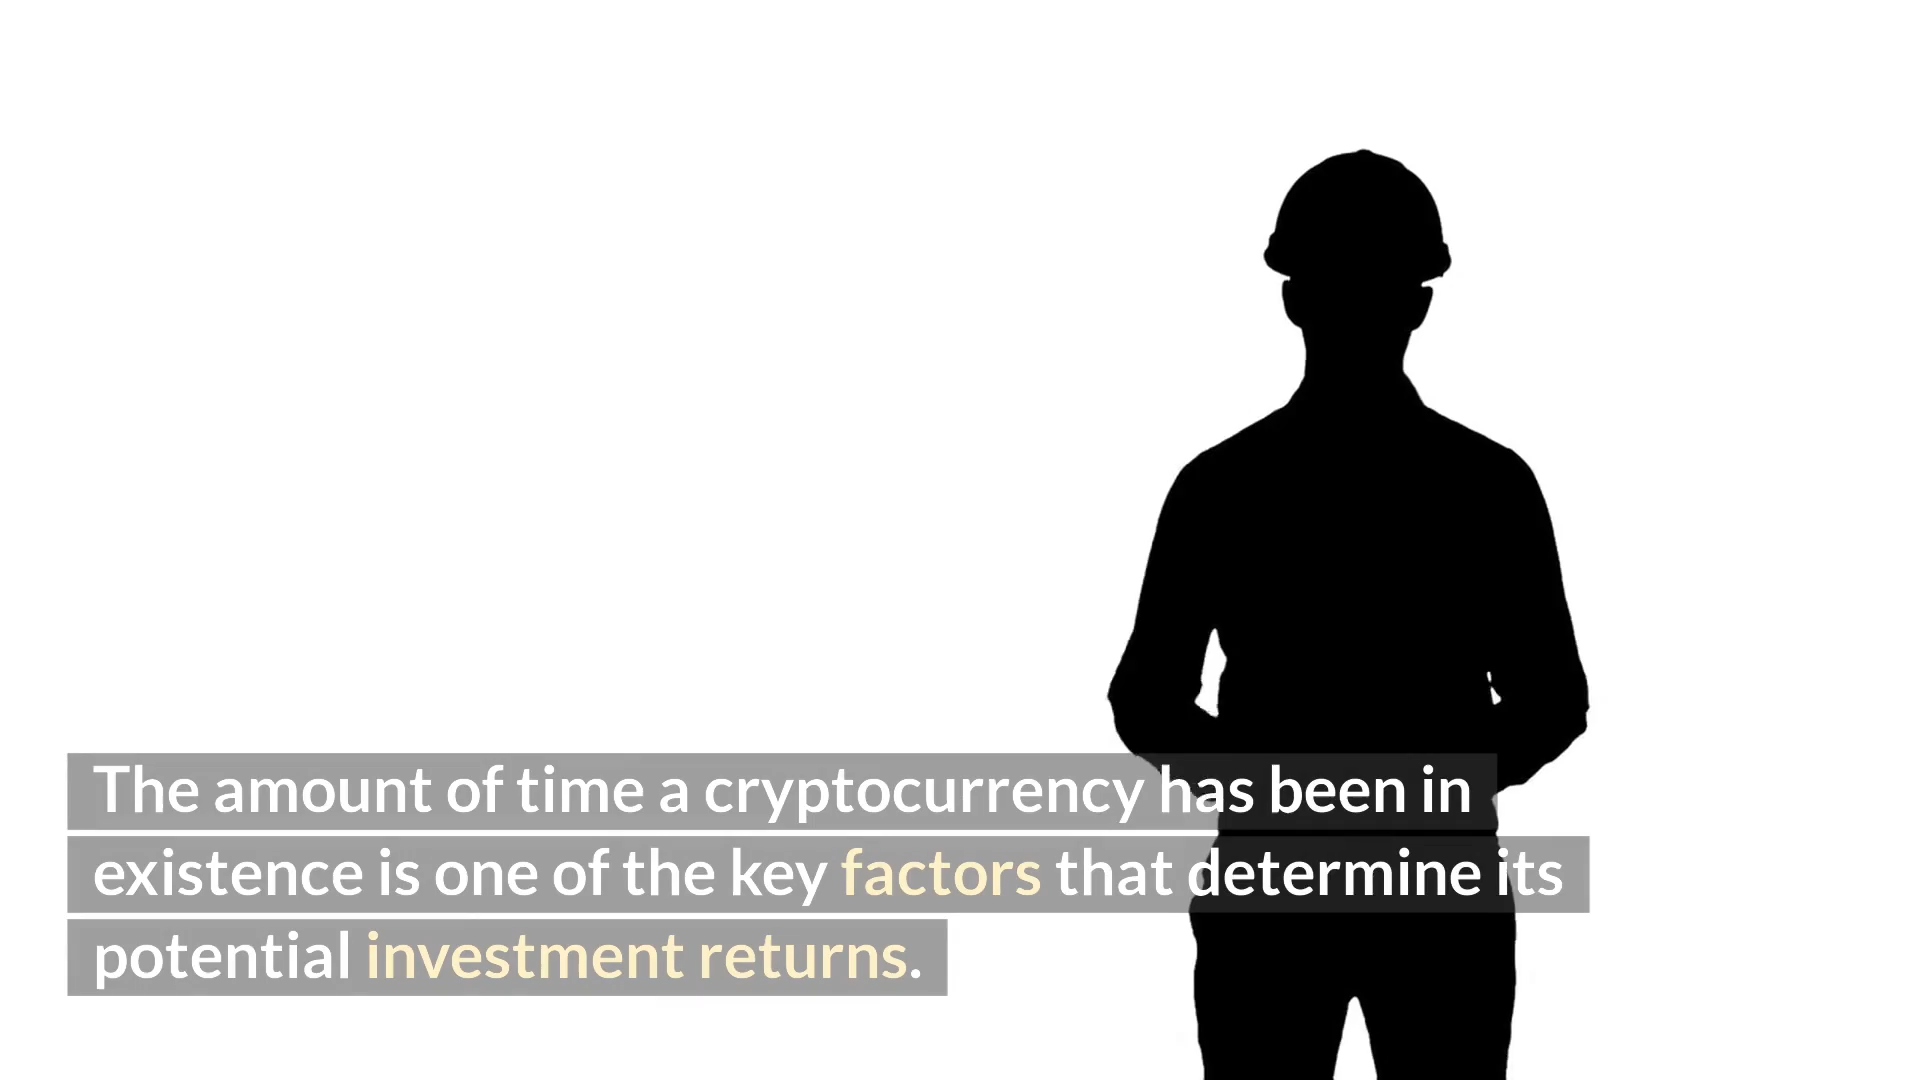 The amount of time a cryptocurrency has been in
existence is one of the key factors that determine its
potential investment returns.